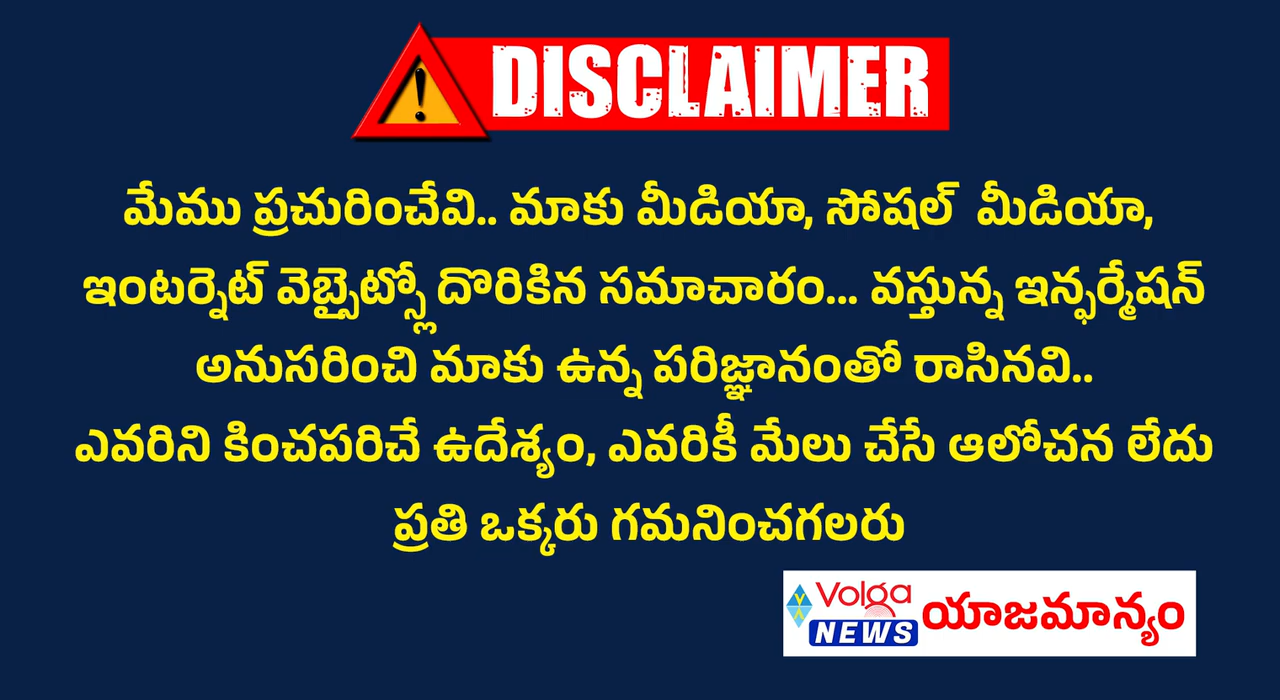 DISCLAIMER
మేము ప్రచురించేవి.. మాకు మీడియా, సోషల్ మీడియా,
ఇంటర్నెట్ వెబ్సైట్స్లో దొరికిన సమాచారం... వస్తున్న ఇన్ఫర్మేషన్
అనుసరించి మాకు ఉన్న పరిజ్ఞానంతో రాసినవి..
ఎవరిని కించపరిచే ఉదేశ్యం, ఎవరికీ మేలు చేసే ఆలోచన లేదు
ప్రతి ఒక్కరు గమనించగలరు
Volga NEWS యాజమాన్యం